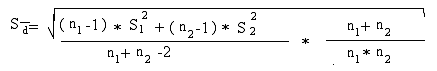 S_d̅ = √ (n₁-1) * S₁² + (n₂-1) * S₂² / n₁+ n₂ -2 * n₁+ n₂ / n₁* n₂